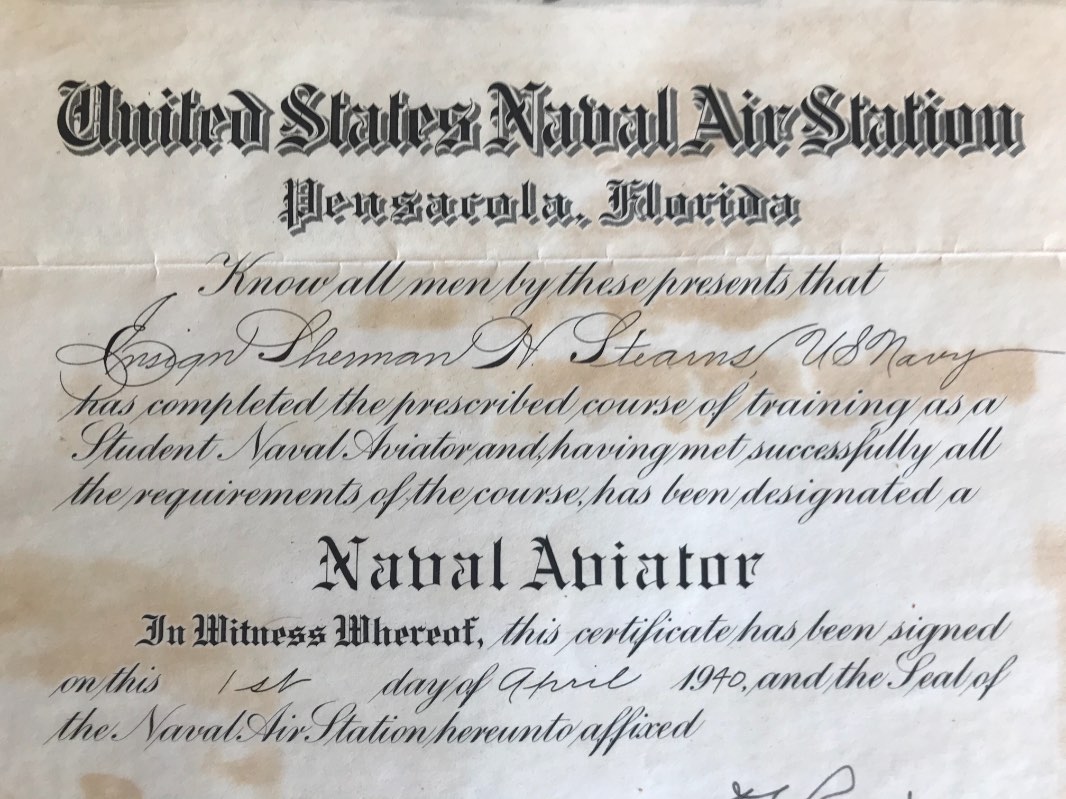 United States Naval Air Station
Pensacola, Florida
Know all men by these presents that
Ensign Sherman H. Stearns, US Navy
has completed the prescribed course of training as a
Student Naval Aviator and, having met successfully all
the requirements of the course, has been designated a
Naval Aviator
In Witness Whereof, this certificate has been signed
on this 1st day of April 1940, and the Seal of
the Naval Air Station hereunto affixed